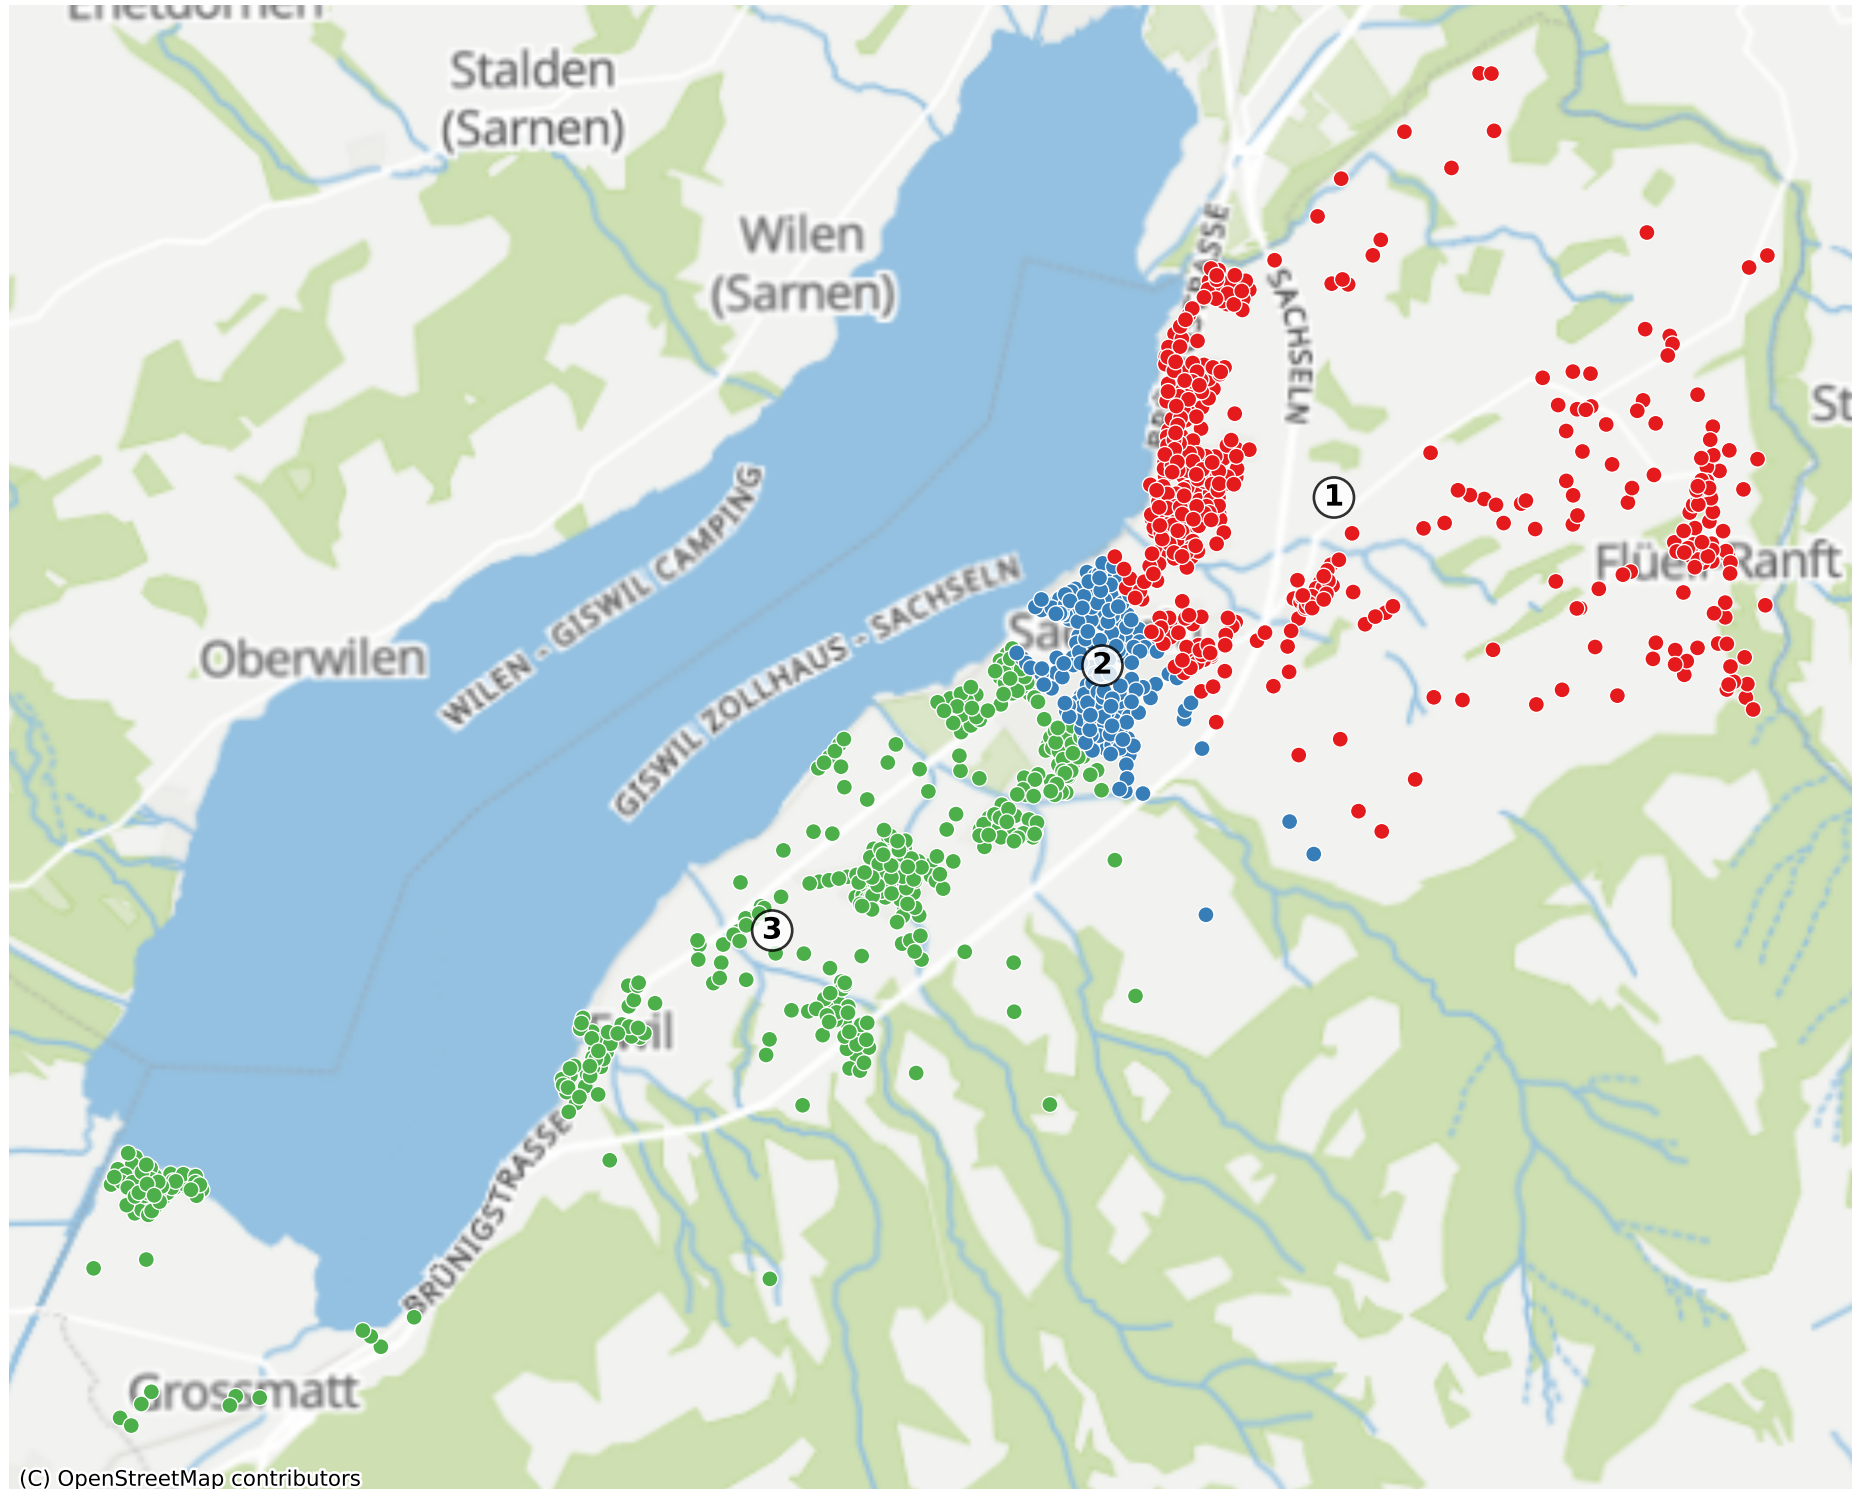 Stalden
(Sarnen)
Wilen
(Sarnen)
SACHSELN
1
WILEN - GISWIL CAMPING
GISWIL ZOLLHAUS - SACHSELN
Ranft
2
Oberwilen
3
BRÜNIGSTRASSE
Grossmatt
(C) OpenStreetMap contributors